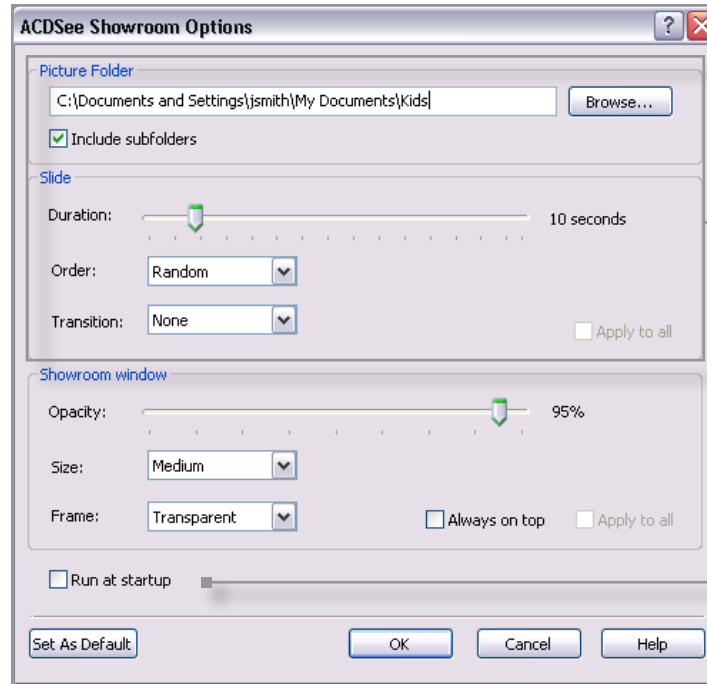 ACDSee Showroom Options
Picture Folder
C:\Documents and Settings\jsmith\My Documents\Kids
Browse...
Include subfolders
Slide
Duration: 10 seconds
Order: Random
Transition: None
Apply to all
Showroom window
Opacity: 95%
Size: Medium
Frame: Transparent Always on top Apply to all
Run at startup
Set As Default OK Cancel Help